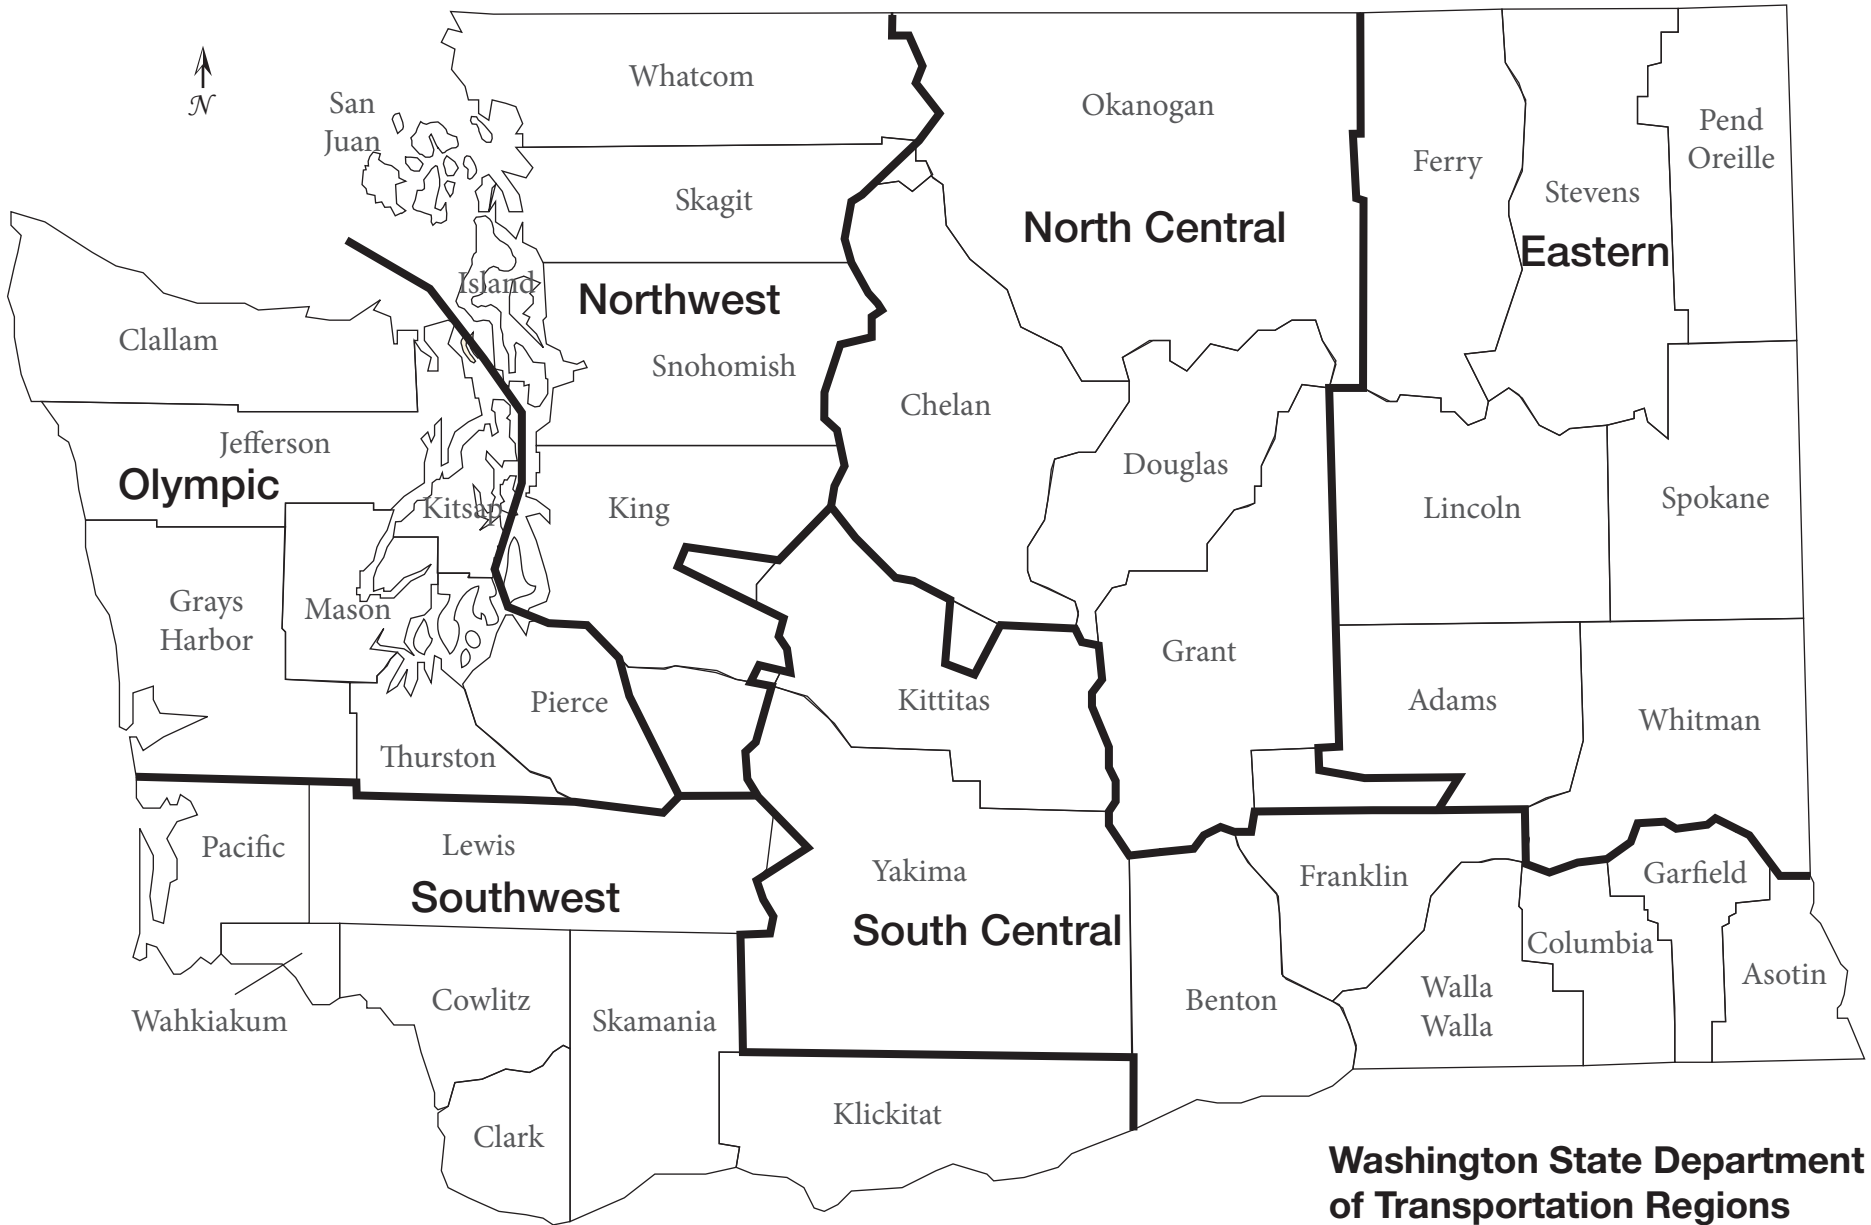 Whatcom
San
Juan
N
Okanogan
Pend
Oreille
Ferry
Stevens
Skagit
North Central
Eastern
Island
Northwest
Clallam
Snohomish
Chelan
Jefferson
Olympic
Kitsap
King
Douglas
Lincoln
Spokane
Grays
Harbor
Mason
Grant
Pierce
Kittitas
Adams
Whitman
Thurston
Pacific
Lewis
Southwest
Yakima
South Central
Franklin
Garfield
Columbia
Asotin
Walla
Walla
Benton
Wahkiakum
Cowlitz
Skamania
Clark
Klickitat
Washington State Department
of Transportation Regions